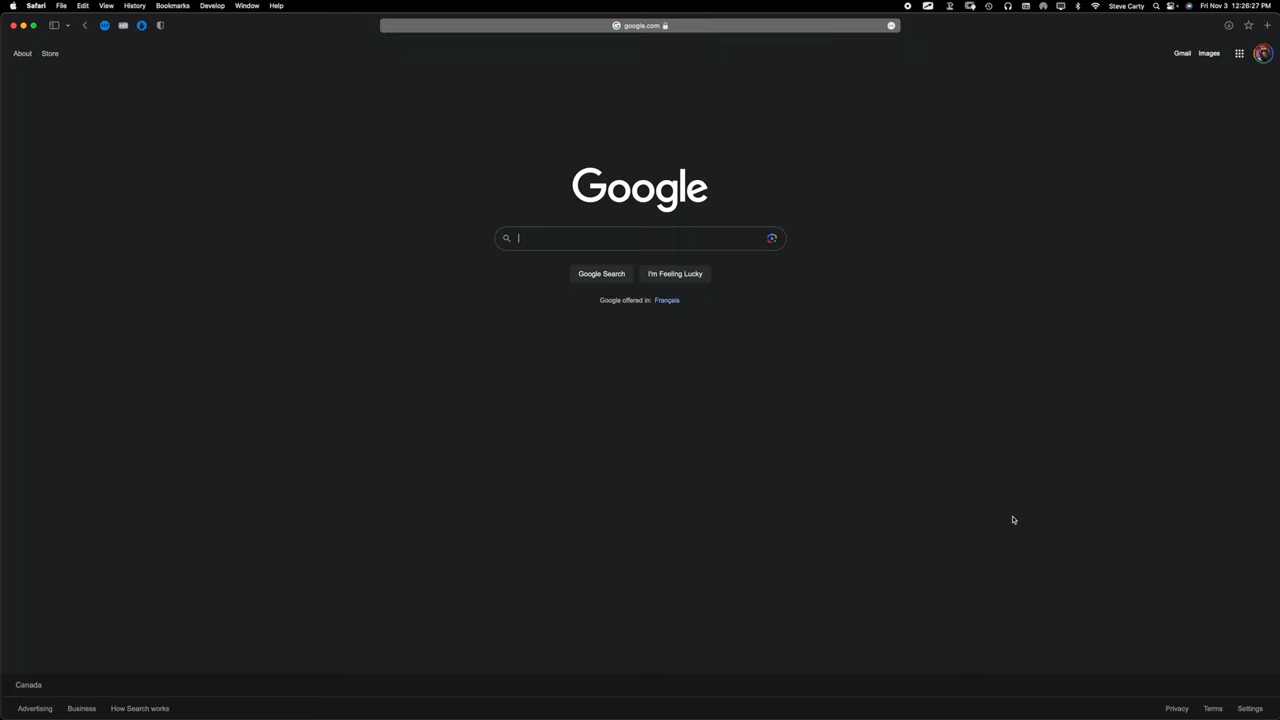 Safari File Edit View History Bookmarks Develop Window Help Steve Carty Fri Nov 3 12:26:27 PM
google.com
About Store Gmail Images
Google
Google Search I'm Feeling Lucky
Google offered in: Français
Canada
Advertising Business How Search works Privacy Terms Settings